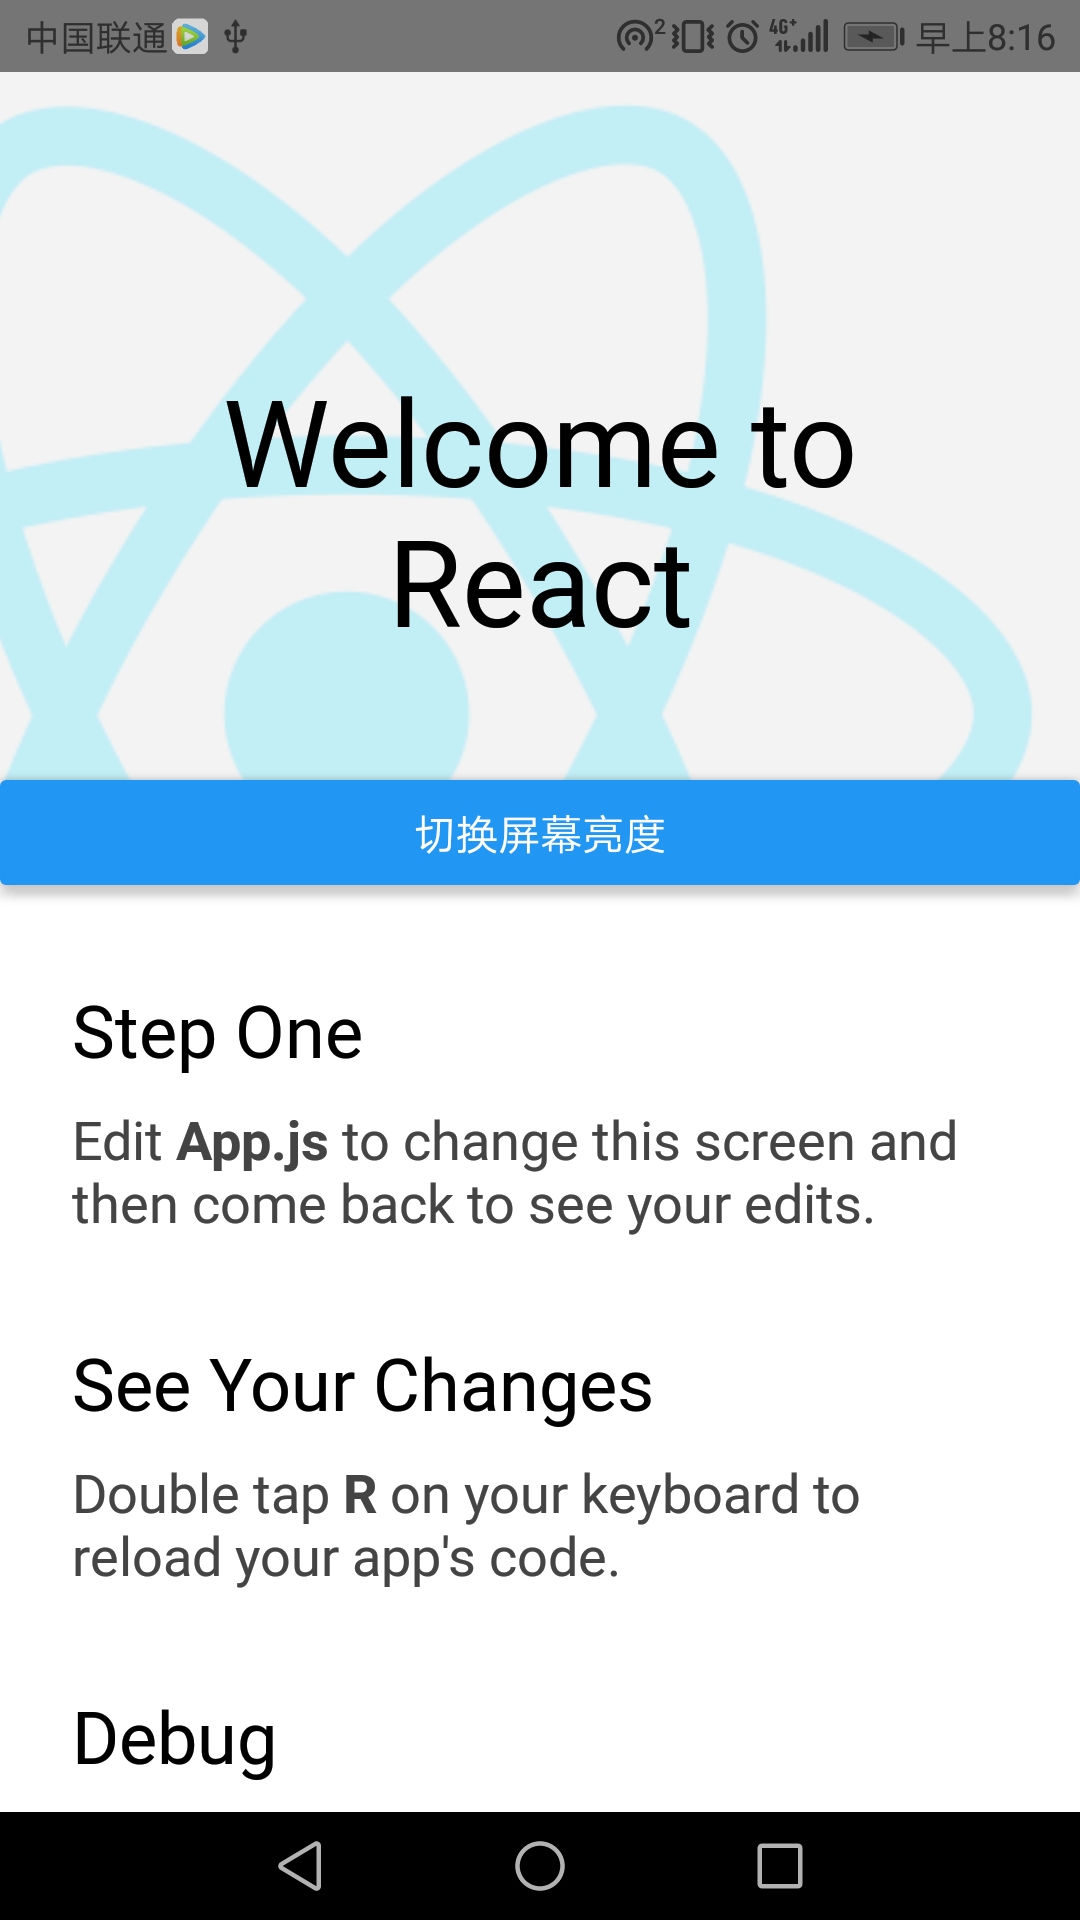 中国联通 2 4G+ 早上8:16
Welcome to
React
切换屏幕亮度
Step One
Edit App.js to change this screen and
then come back to see your edits.
See Your Changes
Double tap R on your keyboard to
reload your app's code.
Debug